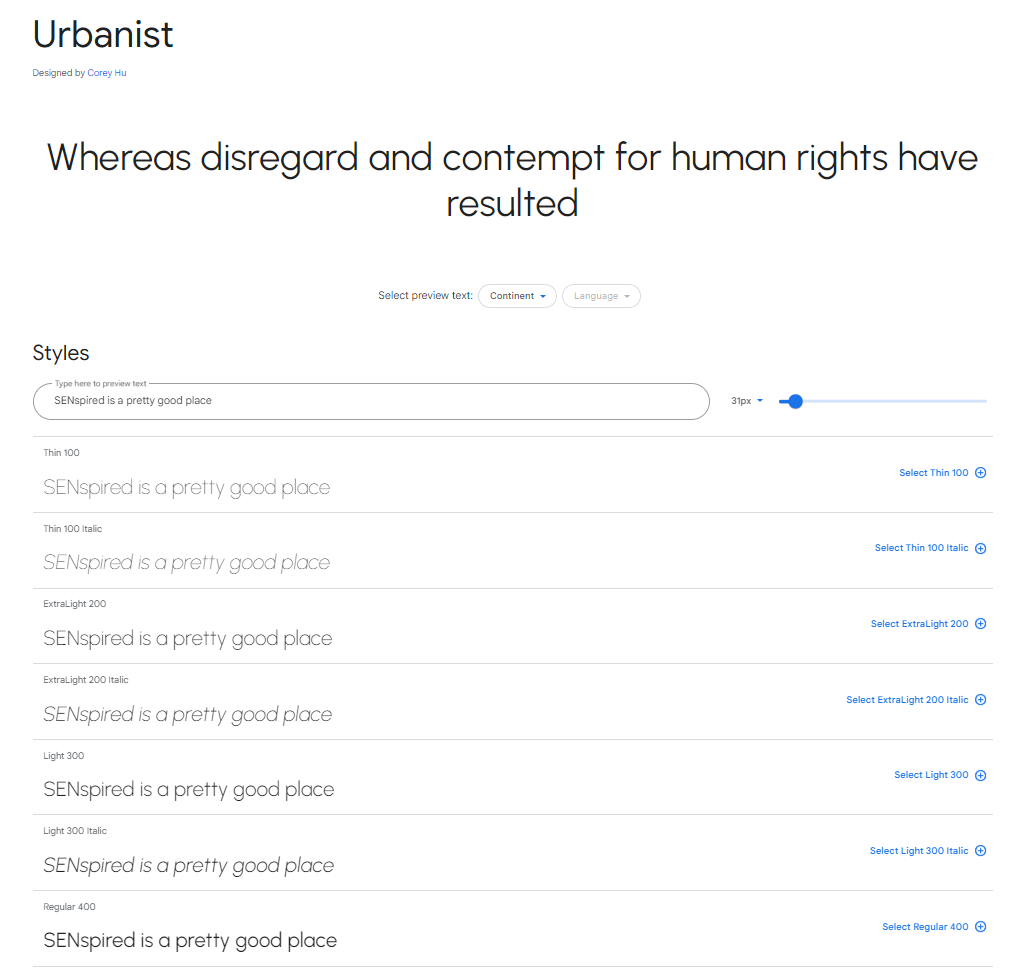 Urbanist
Designed by Corey Hu
Whereas disregard and contempt for human rights have
resulted
Select preview text: Continent Language
Styles
Type here to preview text
SENspired is a pretty good place
31px
Thin 100
SENspired is a pretty good place
Select Thin 100
Thin 100 Italic
SENspired is a pretty good place
Select Thin 100 Italic
ExtraLight 200
SENspired is a pretty good place
Select ExtraLight 200
ExtraLight 200 Italic
SENspired is a pretty good place
Select ExtraLight 200 Italic
Light 300
SENspired is a pretty good place
Select Light 300
Light 300 Italic
SENspired is a pretty good place
Select Light 300 Italic
Regular 400
SENspired is a pretty good place
Select Regular 400